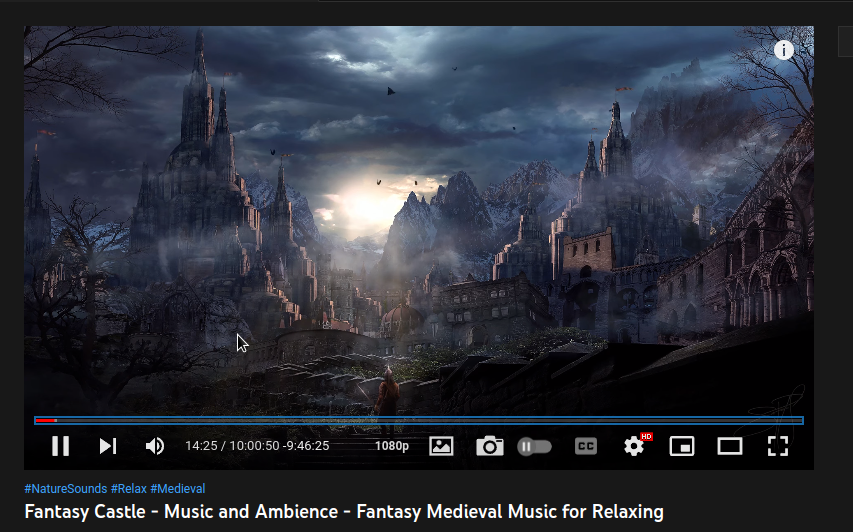 14:25 / 10:00:50 -9:46:25
1080p
CC
HD
#NatureSounds #Relax #Medieval
Fantasy Castle - Music and Ambience - Fantasy Medieval Music for Relaxing